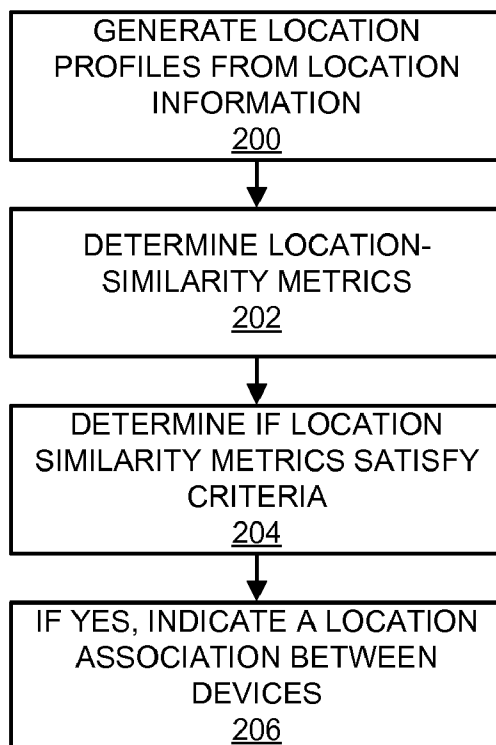 GENERATE LOCATION
PROFILES FROM LOCATION
INFORMATION
200
DETERMINE LOCATION-
SIMILARITY METRICS
202
DETERMINE IF LOCATION
SIMILARITY METRICS SATISFY
CRITERIA
204
IF YES, INDICATE A LOCATION
ASSOCIATION BETWEEN
DEVICES
206